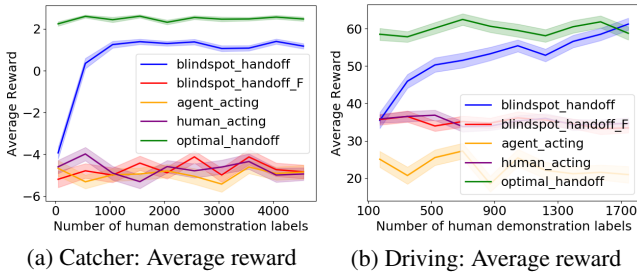 2
0
−2
−4
−6
Average Reward
blindspot_handoff
blindspot_handoff_F
agent_acting
human_acting
optimal_handoff
0 1000 2000 3000 4000
Number of human demonstration labels
(a) Catcher: Average reward
60
50
40
30
20
Average Reward
blindspot_handoff
blindspot_handoff_F
agent_acting
human_acting
optimal_handoff
100 500 900 1300 1700
Number of human demonstration labels
(b) Driving: Average reward